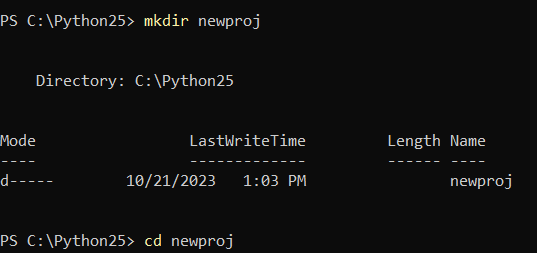 PS C:\Python25> mkdir newproj
Directory: C:\Python25
Mode LastWriteTime Length Name
---- ------------- ------ ----
d----- 10/21/2023 1:03 PM newproj
PS C:\Python25> cd newproj